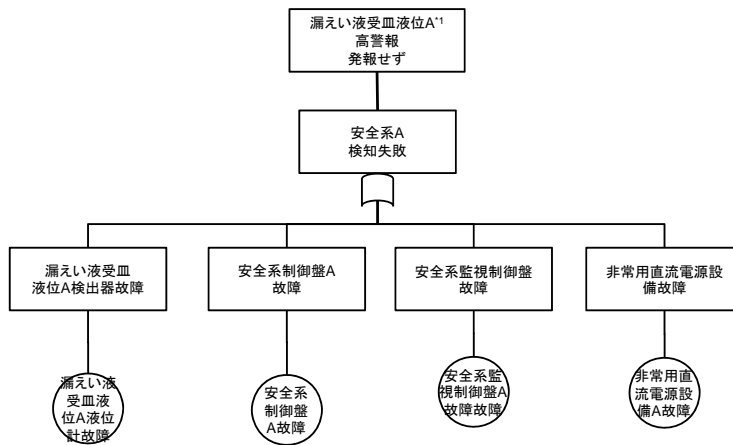 漏えい液受皿液位A*1
高警報
発報せず
安全系A
検知失敗
漏えい液受皿
液位A検出器故障
安全系制御盤A
故障
安全系監視制御盤
故障
非常用直流電源設
備故障
漏えい液
受皿液
位A液位
計故障
安全系
制御盤
A故障
安全系監
視制御盤A
故障故障
非常用直
流電源設
備A故障